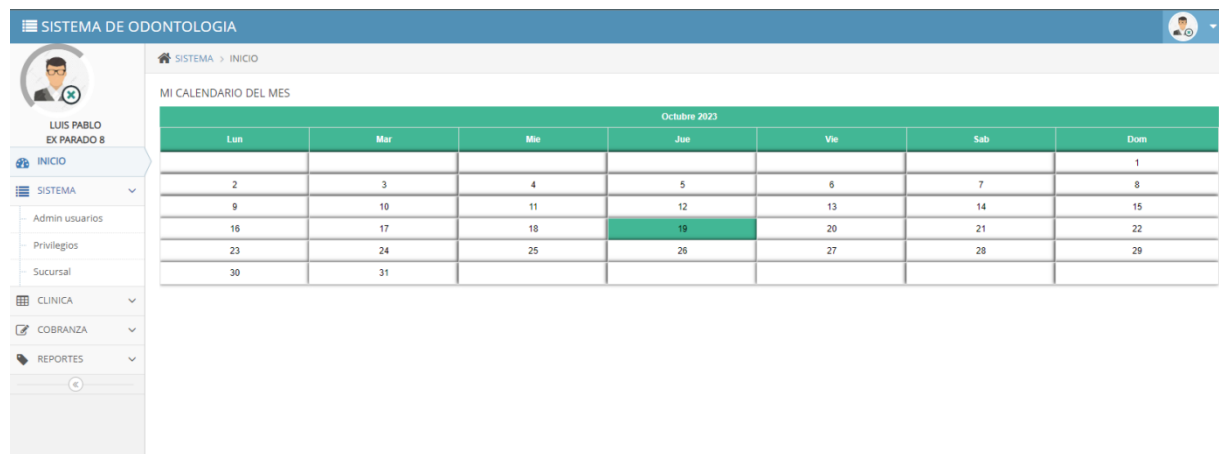 SISTEMA DE ODONTOLOGIA
LUIS PABLO
EX PARADO 8
INICIO
SISTEMA
Admin usuarios
Privilegios
Sucursal
CLINICA
COBRANZA
REPORTES
SISTEMA > INICIO
MI CALENDARIO DEL MES
Octubre 2023
Lun Mar Mie Jue Vie Sab Dom
1
2 3 4 5 6 7 8
9 10 11 12 13 14 15
16 17 18 19 20 21 22
23 24 25 26 27 28 29
30 31